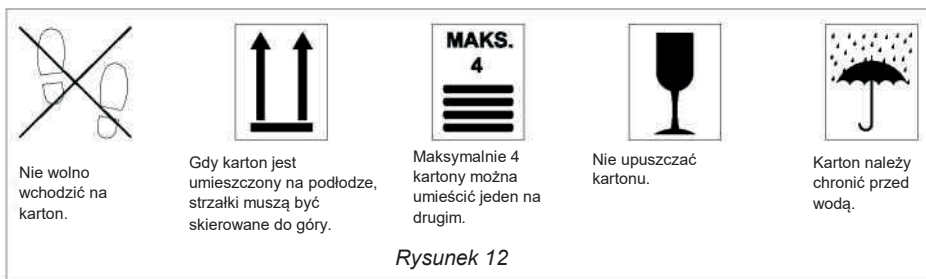 MAKS.
4
Nie wolno
wchodzić na
karton.
Gdy karton jest
umieszczony na podłodze,
strzałki muszą być
skierowane do góry.
Maksymalnie 4
kartony można
umieścić jeden na
drugim.
Nie upuszczać
kartonu.
Karton należy
chronić przed
wodą.
Rysunek 12